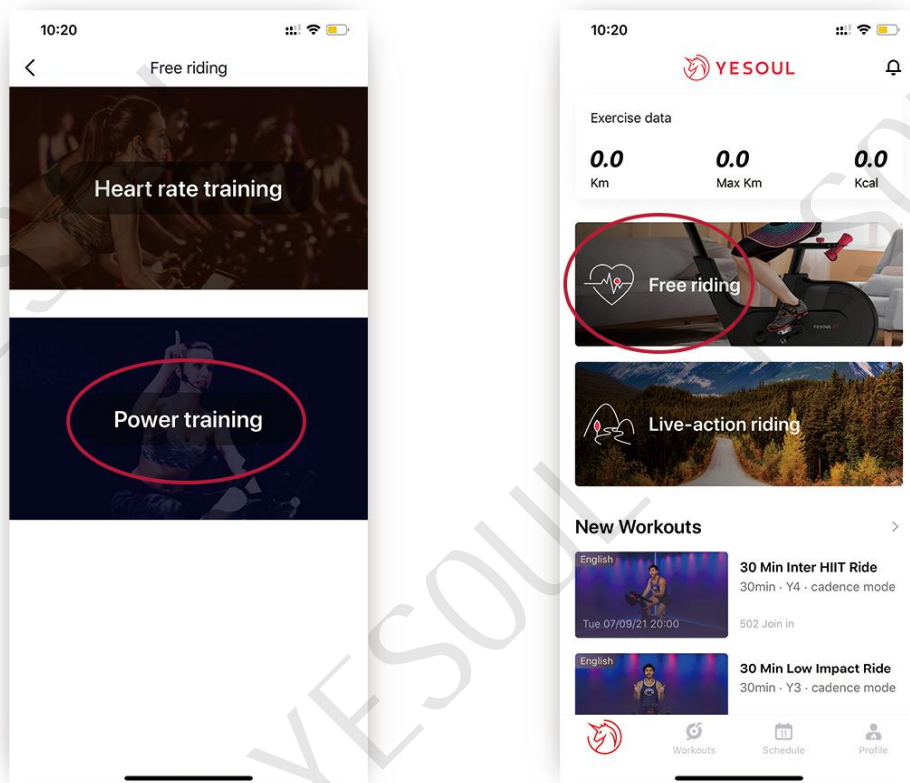 10:20
Free riding
Heart rate training
Power training
10:20
YESOUL
Exercise data
0.0 0.0 0.0
Km Max Km Kcal
Free riding
YESOUL
Live-action riding
New Workouts
English
30 Min Inter HIIT Ride
30min · Y4 · cadence mode
Tue 07/09/21 20:00
502 Join in
English
30 Min Low Impact Ride
30min · Y3 · cadence mode
11
Workouts Schedule Profile
YESOUL